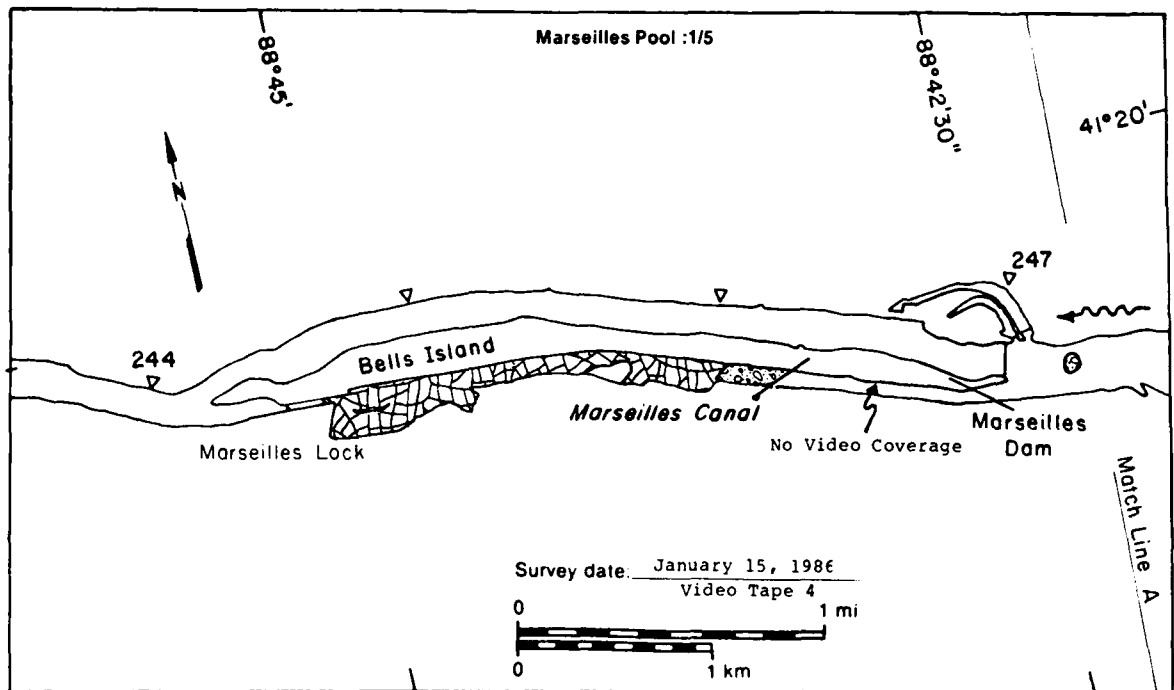 Marseilles Pool :1/5
88°45'
88°42'30"
41°20'
N
247
244
Bells Island
Marseilles Canal
Marseilles Lock
No Video Coverage
Marseilles
Dam
Match Line A
Survey date: January 15, 1986
Video Tape 4
0 1 mi
0 1 km